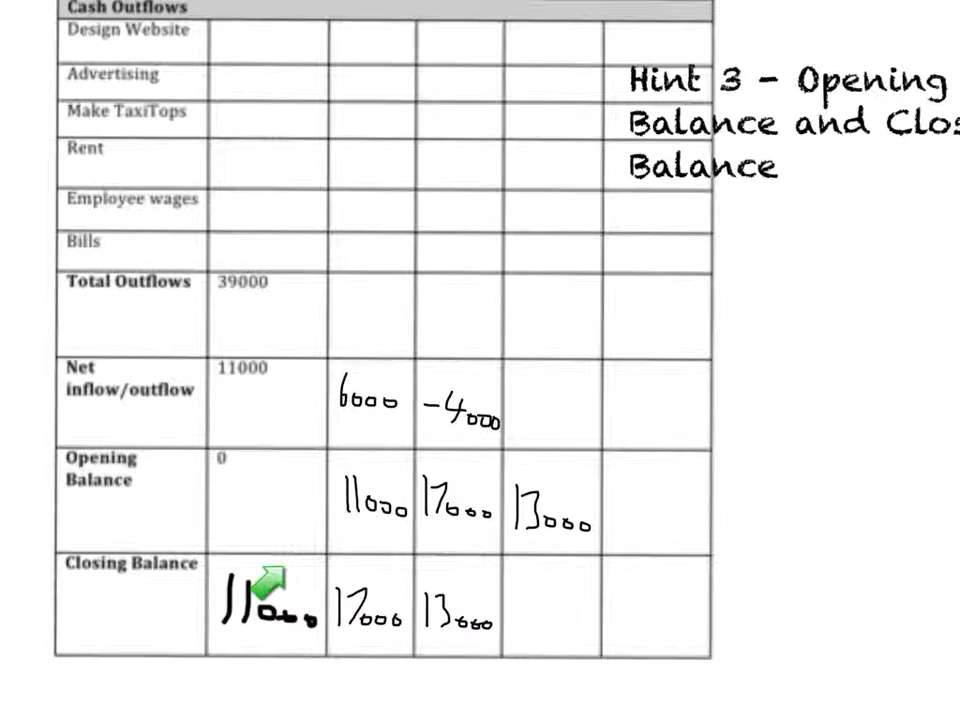 Cash Outflows
Design Website
Advertising
Make TaxiTops
Rent
Employee wages
Bills
Total Outflows 39000
Net inflow/outflow 11000 6000 -4000
Opening Balance 0 11000 17000 13000
Closing Balance 11000 17000 13000
Hint 3 - Opening
Balance and Clos
Balance